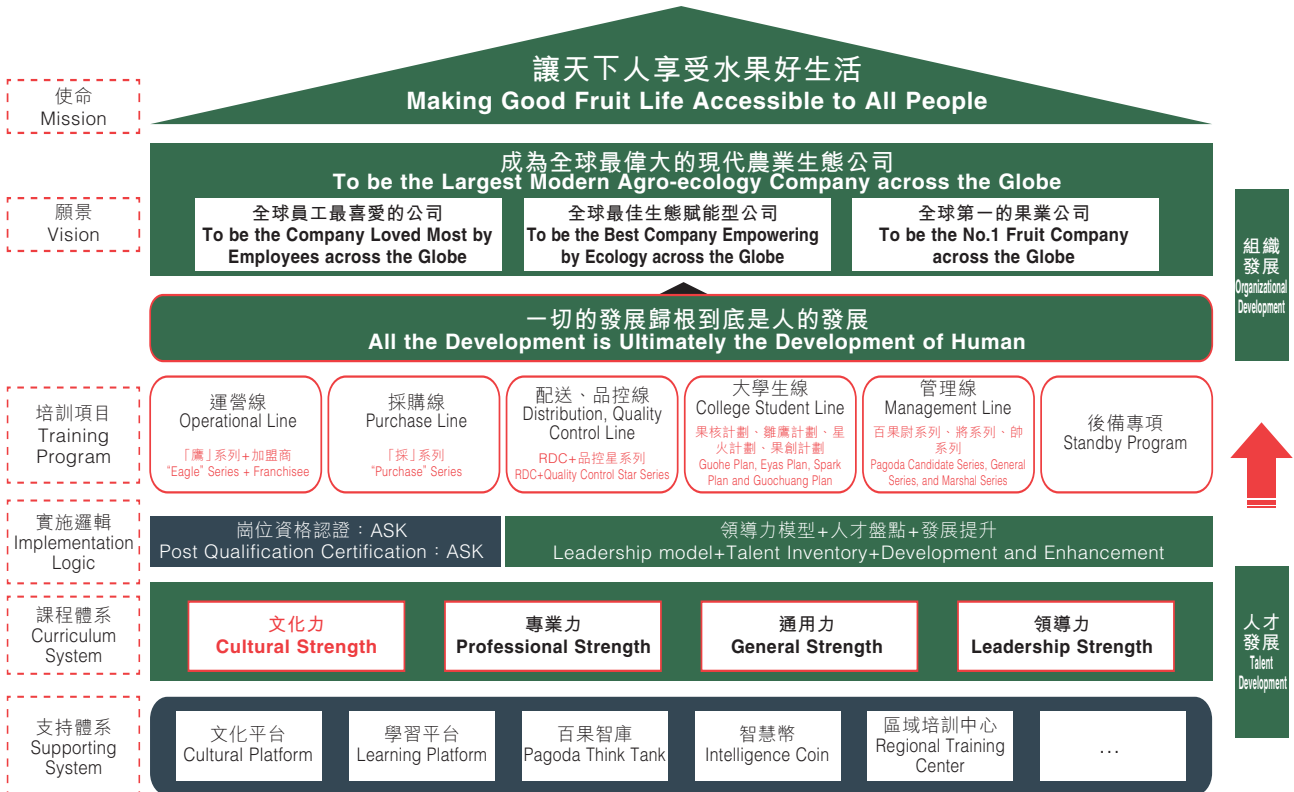 使命
Mission
讓天下人享受水果好生活
Making Good Fruit Life Accessible to All People
願景
Vision
成為全球最偉大的現代農業生態公司
To be the Largest Modern Agro-ecology Company across the Globe
全球員工最喜愛的公司
To be the Company Loved Most by
Employees across the Globe
全球最佳生態賦能型公司
To be the Best Company Empowering
by Ecology across the Globe
全球第一的果業公司
To be the No.1 Fruit Company
across the Globe
組織
發展
Organizational
Development
一切的發展歸根到底是人的發展
All the Development is Ultimately the Development of Human
培訓項目
Training
Program
運營線
Operational Line
「鷹」系列+加盟商
"Eagle" Series + Franchisee
採購線
Purchase Line
「採」系列
"Purchase" Series
配送、品控線
Distribution, Quality
Control Line
RDC+品控星系列
RDC+Quality Control Star Series
大學生線
College Student Line
果核計劃、雛鷹計劃、星
火計劃、果創計劃
Guohe Plan, Eyas Plan, Spark
Plan and Guochuang Plan
管理線
Management Line
百果尉系列、將系列、帥
系列
Pagoda Candidate Series, General
Series, and Marshal Series
後備專項
Standby Program
實施邏輯
Implementation
Logic
崗位資格認證：ASK
Post Qualification Certification：ASK
領導力模型+人才盤點+發展提升
Leadership model+Talent Inventory+Development and Enhancement
課程體系
Curriculum
System
文化力
Cultural Strength
專業力
Professional Strength
通用力
General Strength
領導力
Leadership Strength
人才
發展
Talent
Development
支持體系
Supporting
System
文化平台
Cultural Platform
學習平台
Learning Platform
百果智庫
Pagoda Think Tank
智慧幣
Intelligence Coin
區域培訓中心
Regional Training
Center
…